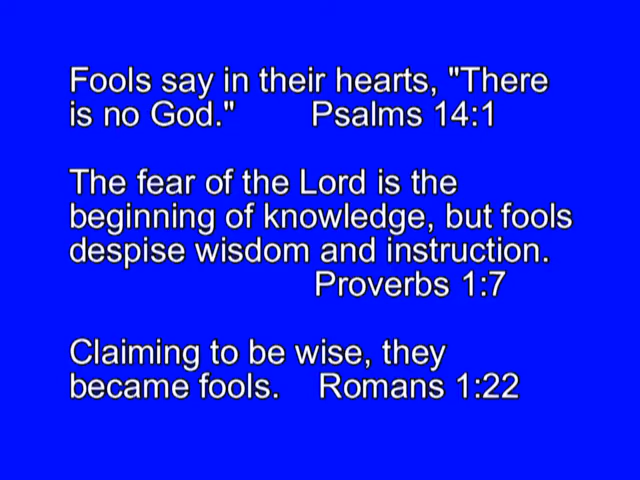 Fools say in their hearts, "There
is no God." Psalms 14:1
The fear of the Lord is the
beginning of knowledge, but fools
despise wisdom and instruction.
Proverbs 1:7
Claiming to be wise, they
became fools. Romans 1:22